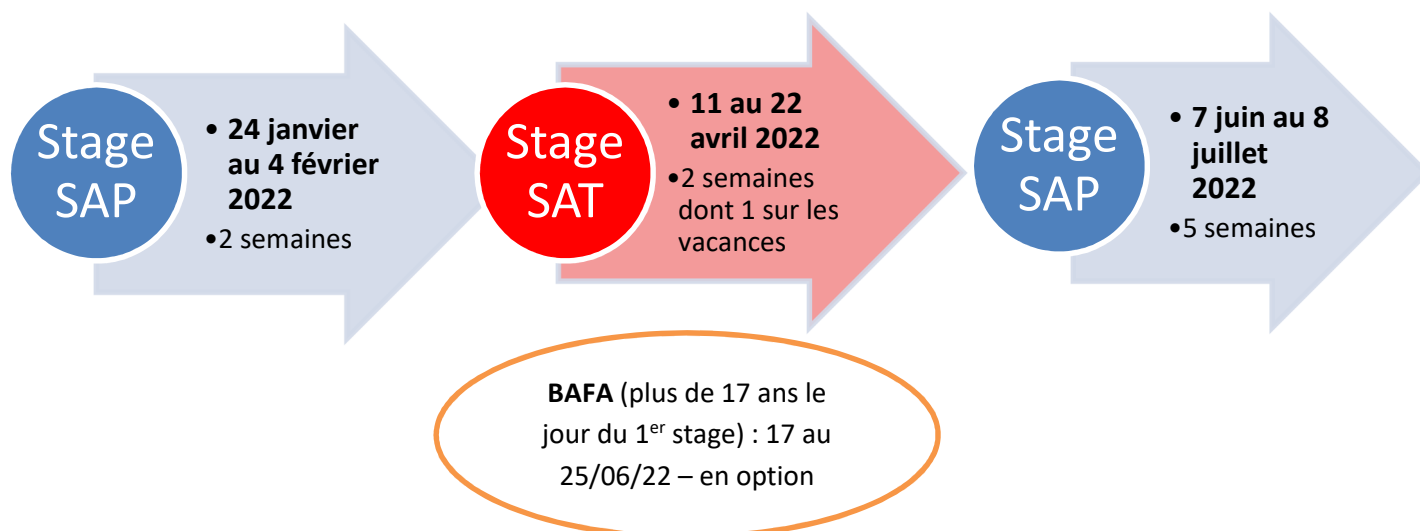 Stage
SAP
• 24 janvier
au 4 février
2022
•2 semaines
Stage
SAT
• 11 au 22
avril 2022
•2 semaines
dont 1 sur les
vacances
Stage
SAP
• 7 juin au 8
juillet
2022
•5 semaines
BAFA (plus de 17 ans le
jour du 1er stage) : 17 au
25/06/22 – en option